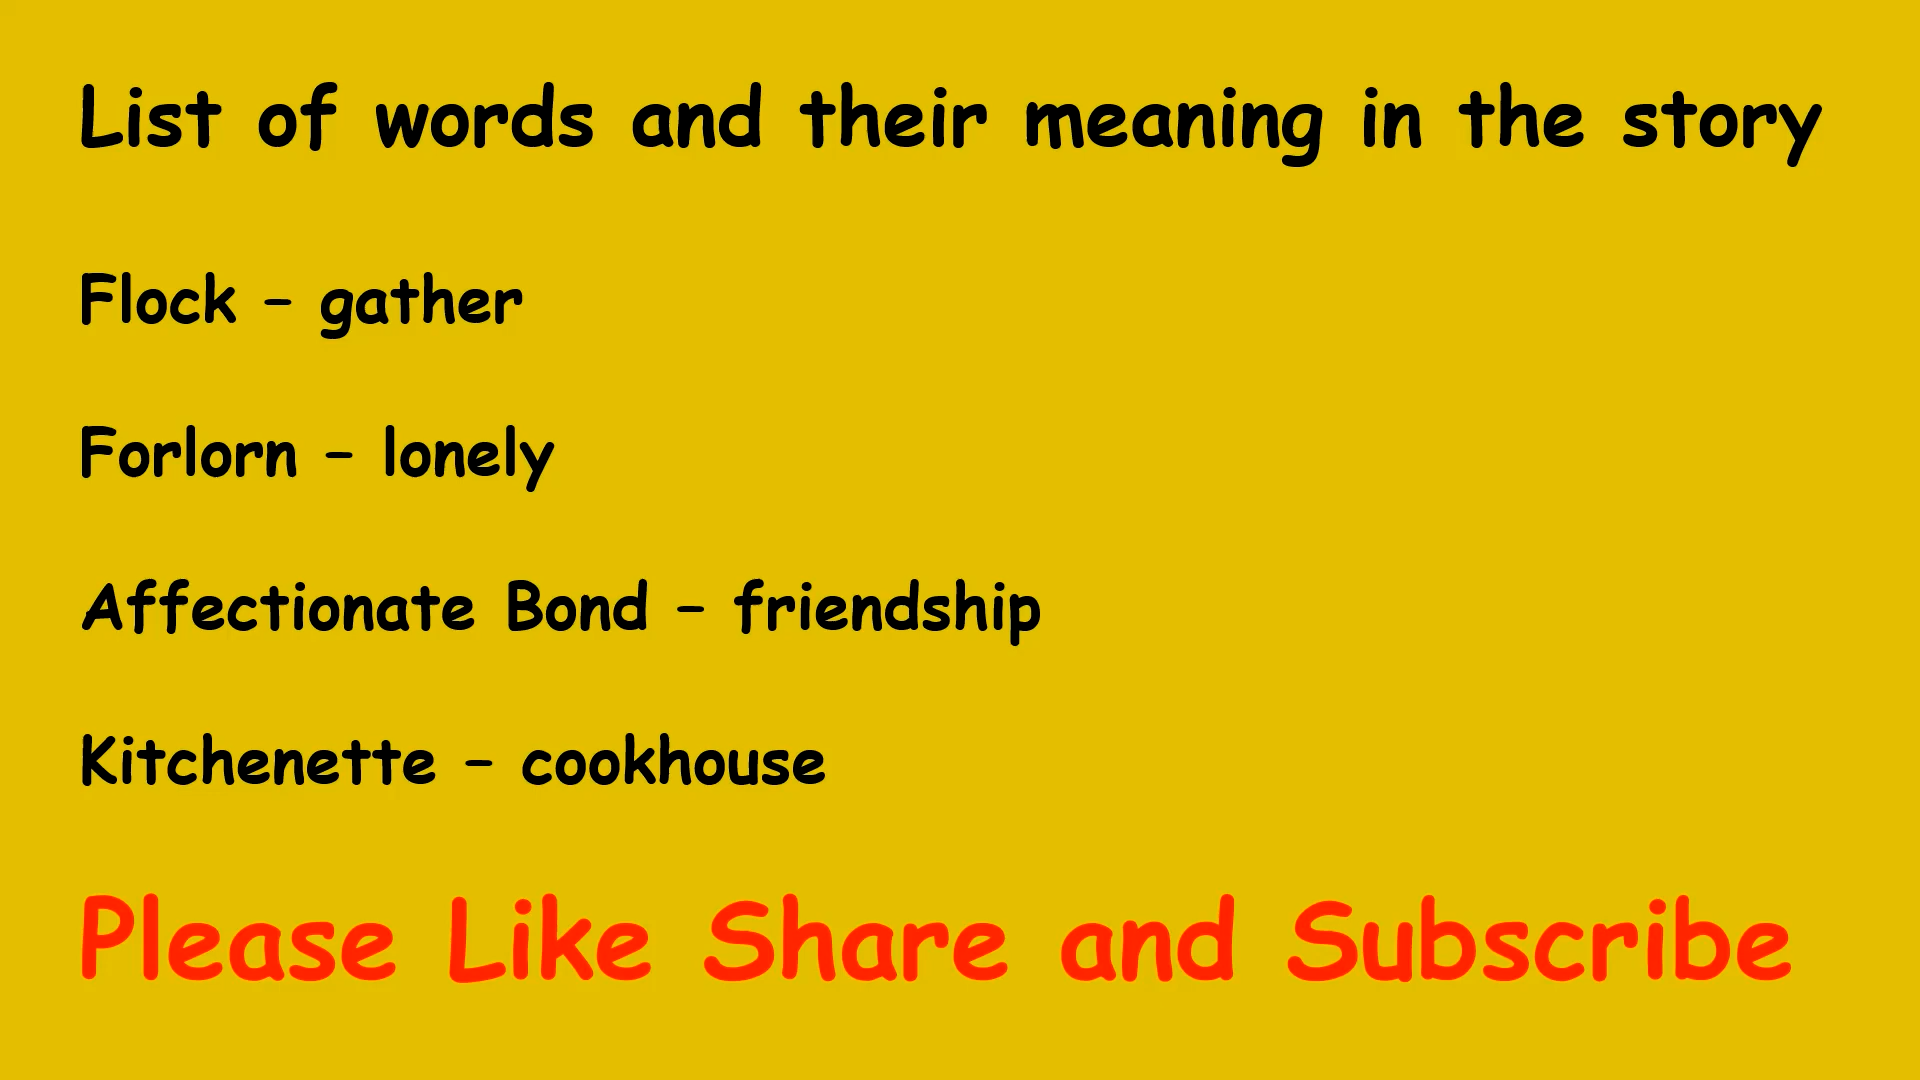 List of words and their meaning in the story
Flock – gather
Forlorn – lonely
Affectionate Bond – friendship
Kitchenette – cookhouse
Please Like Share and Subscribe